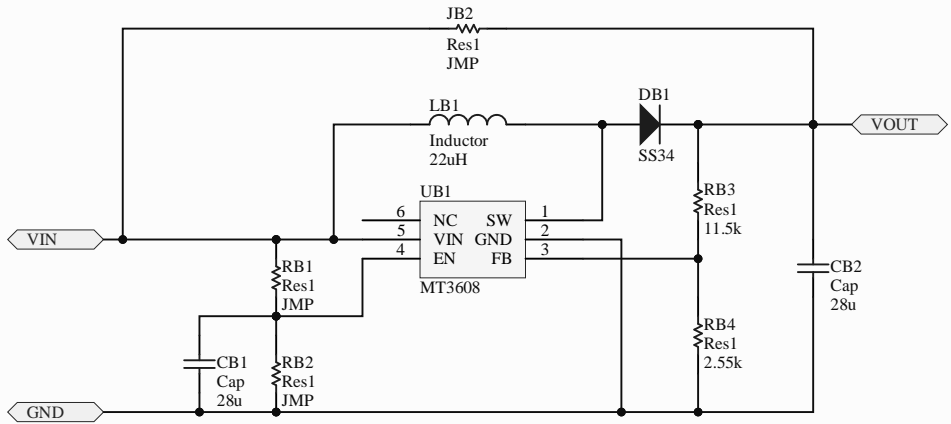 JB2
Res1
JMP
LB1
Inductor
22uH
DB1
SS34
VOUT
UB1
6 NC SW 1
5 VIN GND 2
4 EN FB 3
MT3608
VIN
RB1
Res1
JMP
RB3
Res1
11.5k
CB2
Cap
28u
CB1
Cap
28u
RB2
Res1
JMP
RB4
Res1
2.55k
GND